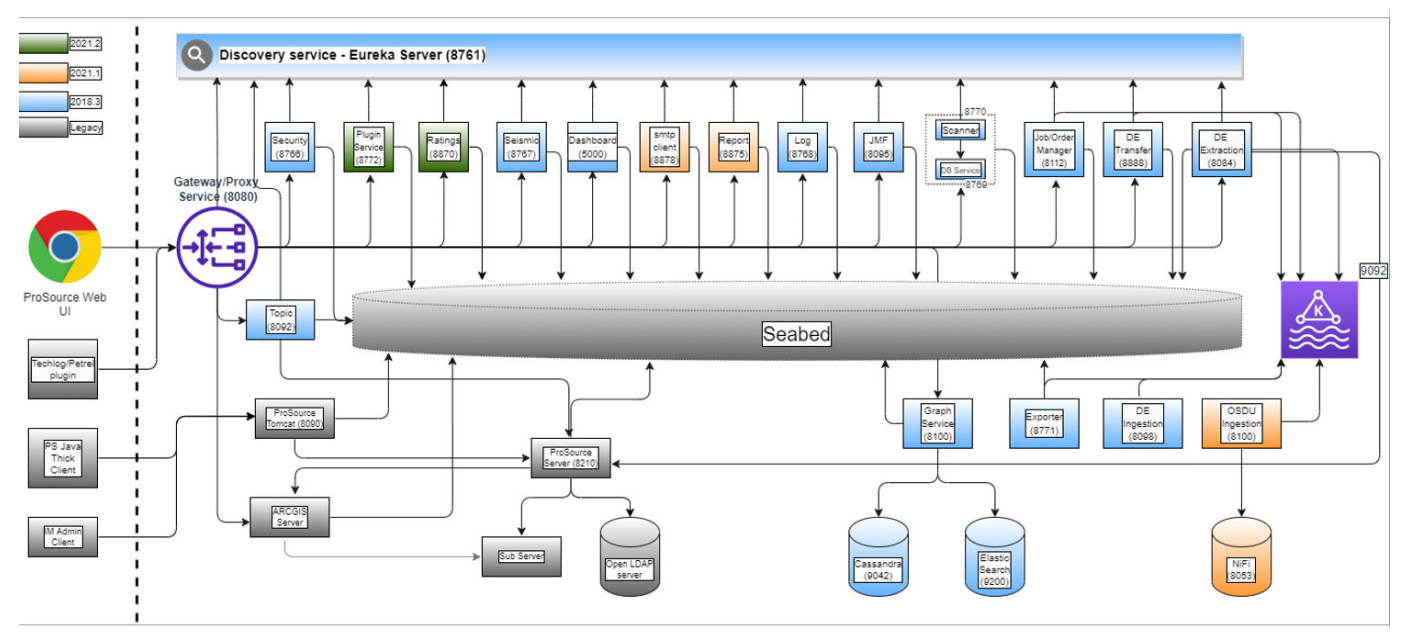 2021.2
2021.1
2018.3
Legacy
Discovery service - Eureka Server (8761)
Security
(8766)
Plugin
Service
(8772)
Ratings
(8870)
Seismic
(8767)
Dashboard
(5000)
smtp
client
(8878)
Report
(8875)
Log
(8768)
JMF
(8095)
8770
Scanner
DB Service
8769
Job/Order
Manager
(8112)
DE
Transfer
(8888)
DE
Extraction
(8084)
Gateway/Proxy
Service (8080)
ProSource Web
UI
9092
K
Topic
(8092)
Seabed
Techlog/Petrel
plugin
ProSource
Tomcat (8090)
PS Java
Thick
Client
ProSource
Server (8210)
Graph
Service
(8100)
Exporter
(8771)
DE
Ingestion
(8098)
OSDU
Ingestion
(8100)
IM Admin
Client
ARCGIS
Server
Sub Server
Open LDAP
server
Cassandra
(9042)
Elastic
Search
(9200)
NiFi
(8053)